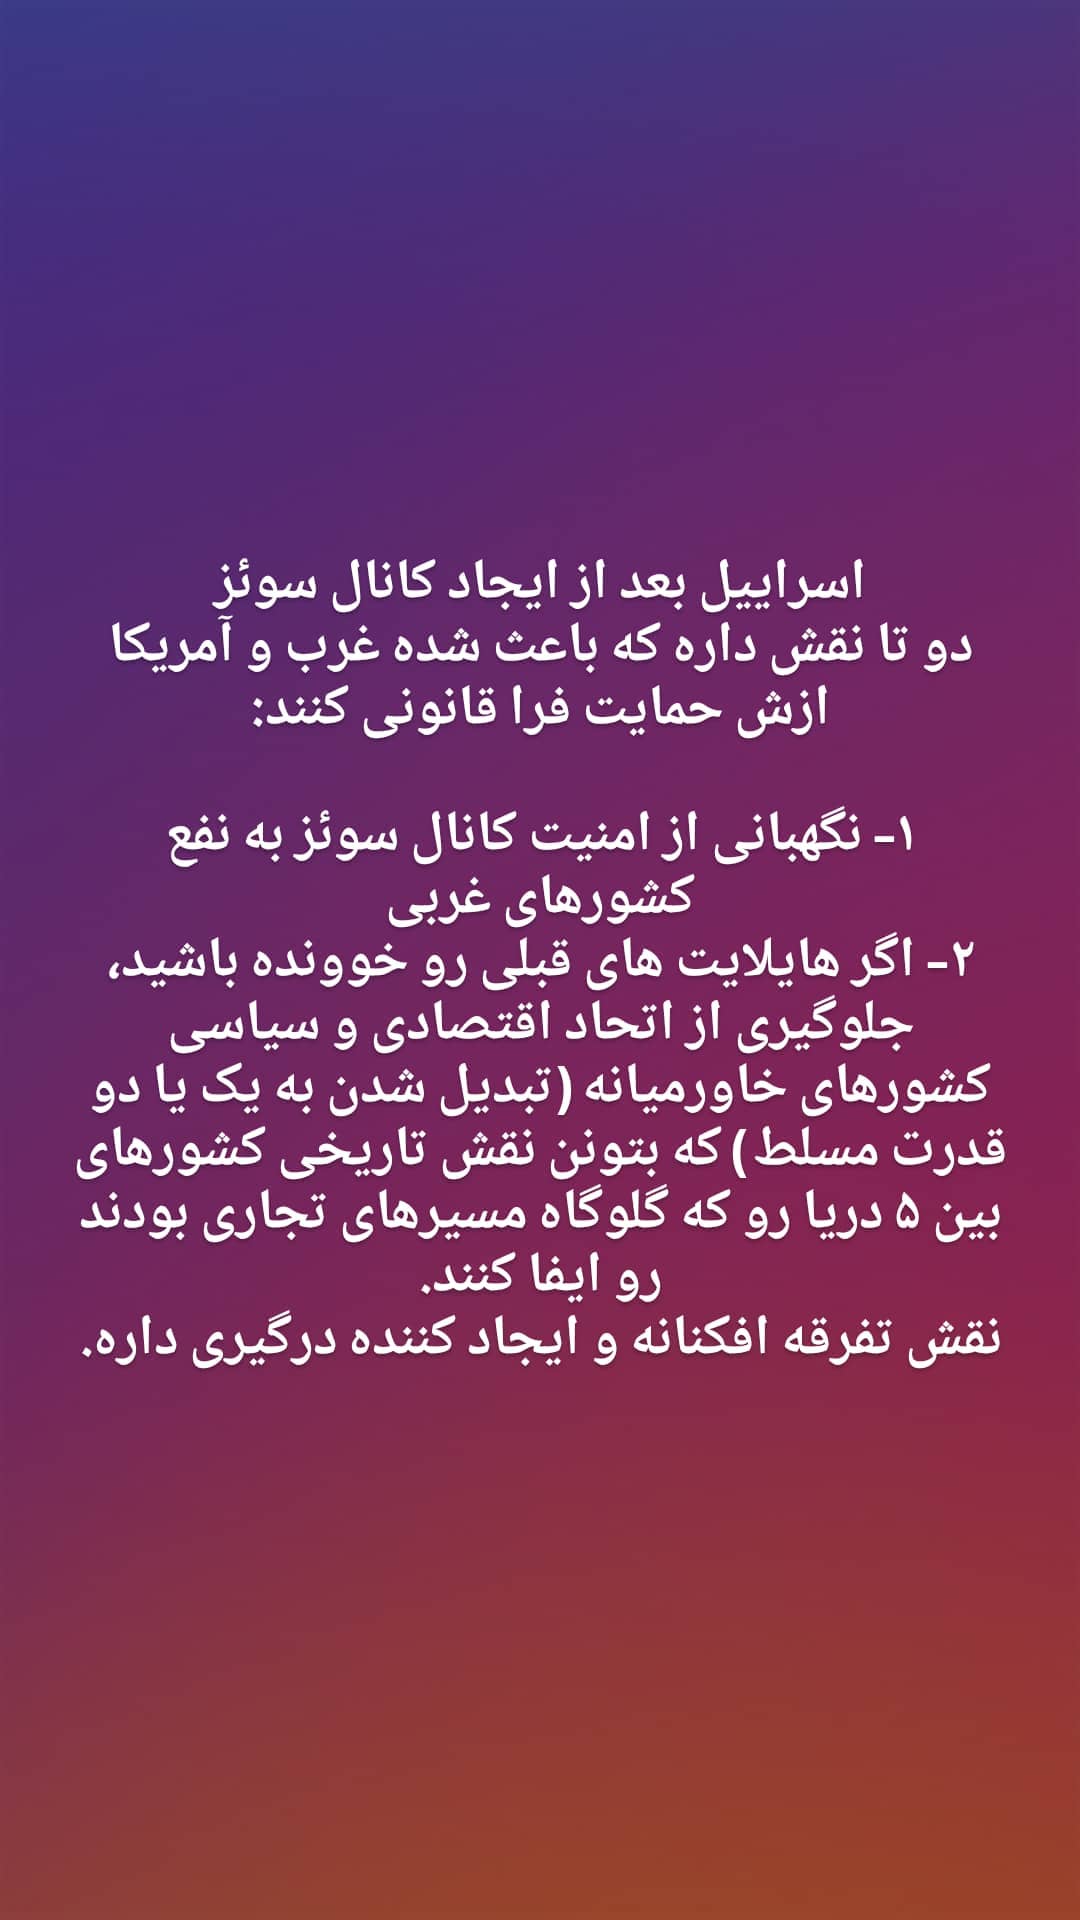 اسراییل بعد از ایجاد کانال سوئز
دو تا نقش داره که باعث شده غرب و آمریکا
ازش حمایت فرا قانونی کنند:
۱- نگهبانی از امنیت کانال سوئز به نفع
کشورهای غربی
۲- اگر هایلایت های قبلی رو خوونده باشید،
جلوگیری از اتحاد اقتصادی و سیاسی
کشورهای خاورمیانه (تبدیل شدن به یک یا دو
قدرت مسلط) که بتونن نقش تاریخی کشورهای
بین ۵ دریا رو که گلوگاه مسیرهای تجاری بودند
رو ایفا کنند.
نقش تفرقه افکنانه و ایجاد کننده درگیری داره.